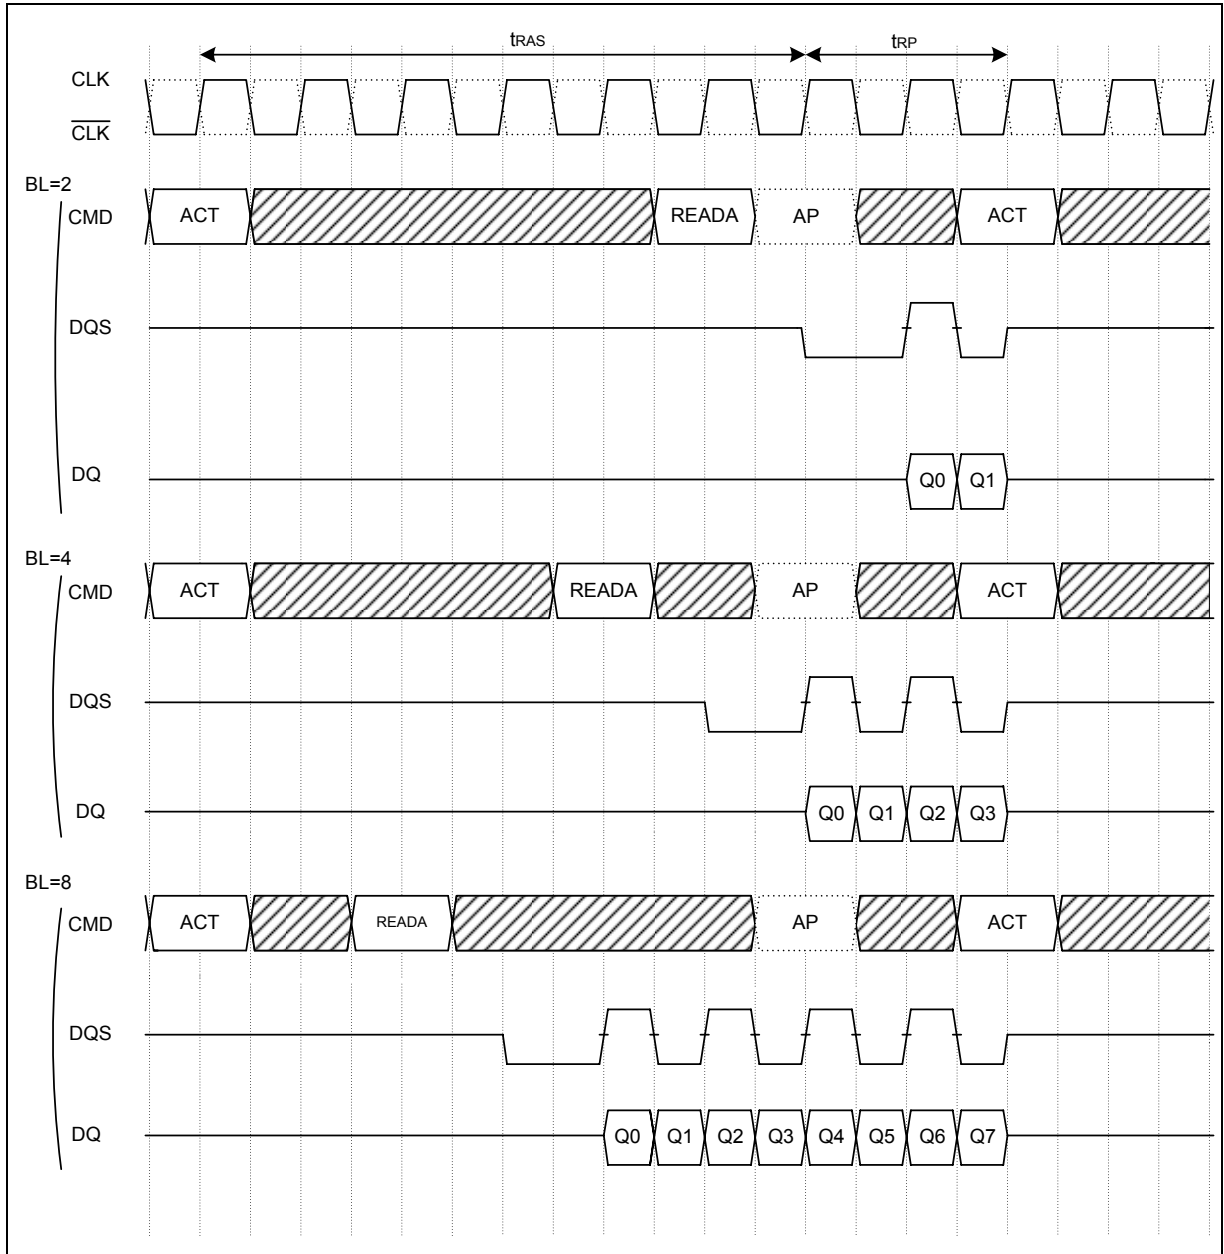 tRAS tRP
CLK
CLK
BL=2
CMD ACT READA AP ACT
DQS
DQ Q0 Q1
BL=4
CMD ACT READA AP ACT
DQS
DQ Q0 Q1 Q2 Q3
BL=8
CMD ACT READA AP ACT
DQS
DQ Q0 Q1 Q2 Q3 Q4 Q5 Q6 Q7